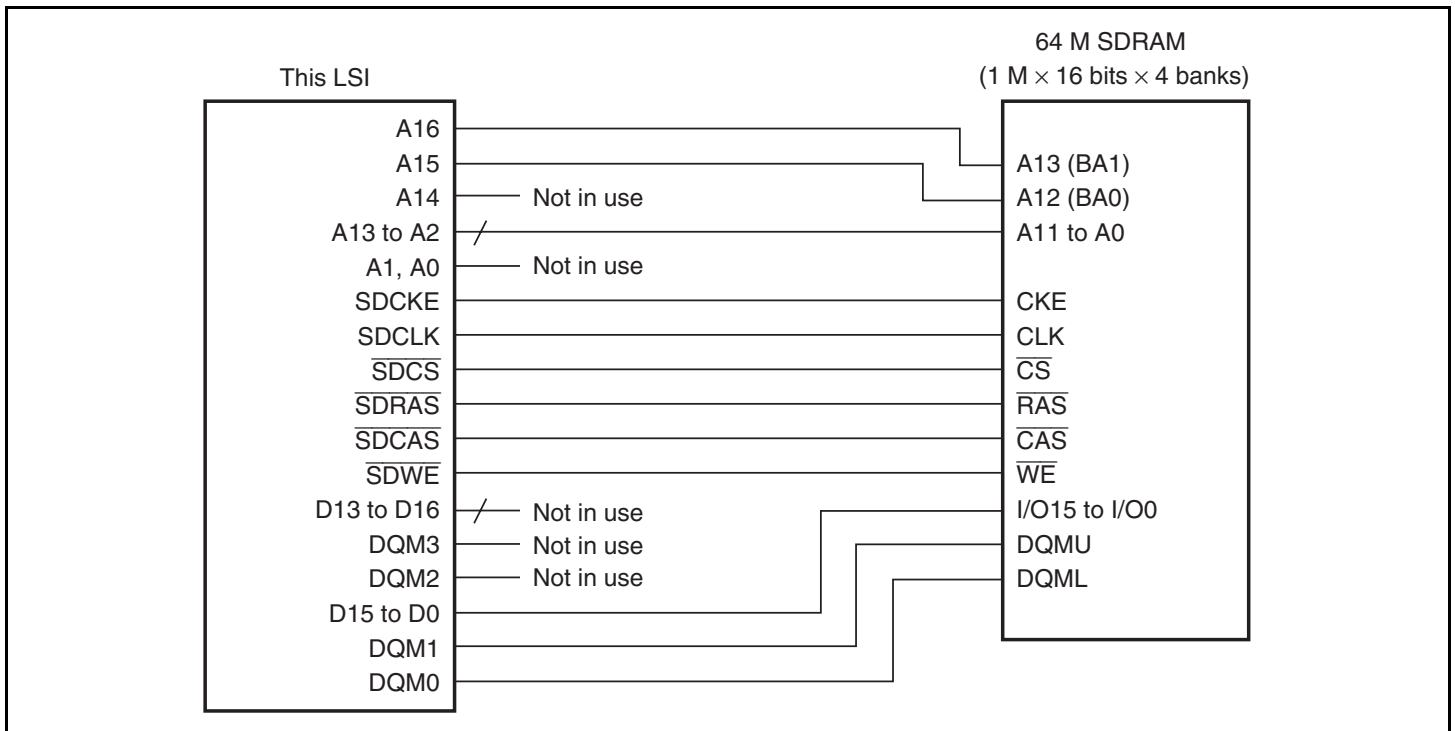 64 M SDRAM
(1 M × 16 bits × 4 banks)
This LSI
A16
A15
A14
Not in use
A13 to A2
A1, A0
Not in use
SDCKE
SDCLK
SDCS
SDRAS
SDCAS
SDWE
D13 to D16
Not in use
DQM3
Not in use
DQM2
Not in use
D15 to D0
DQM1
DQM0
A13 (BA1)
A12 (BA0)
A11 to A0
CKE
CLK
CS
RAS
CAS
WE
I/O15 to I/O0
DQMU
DQML